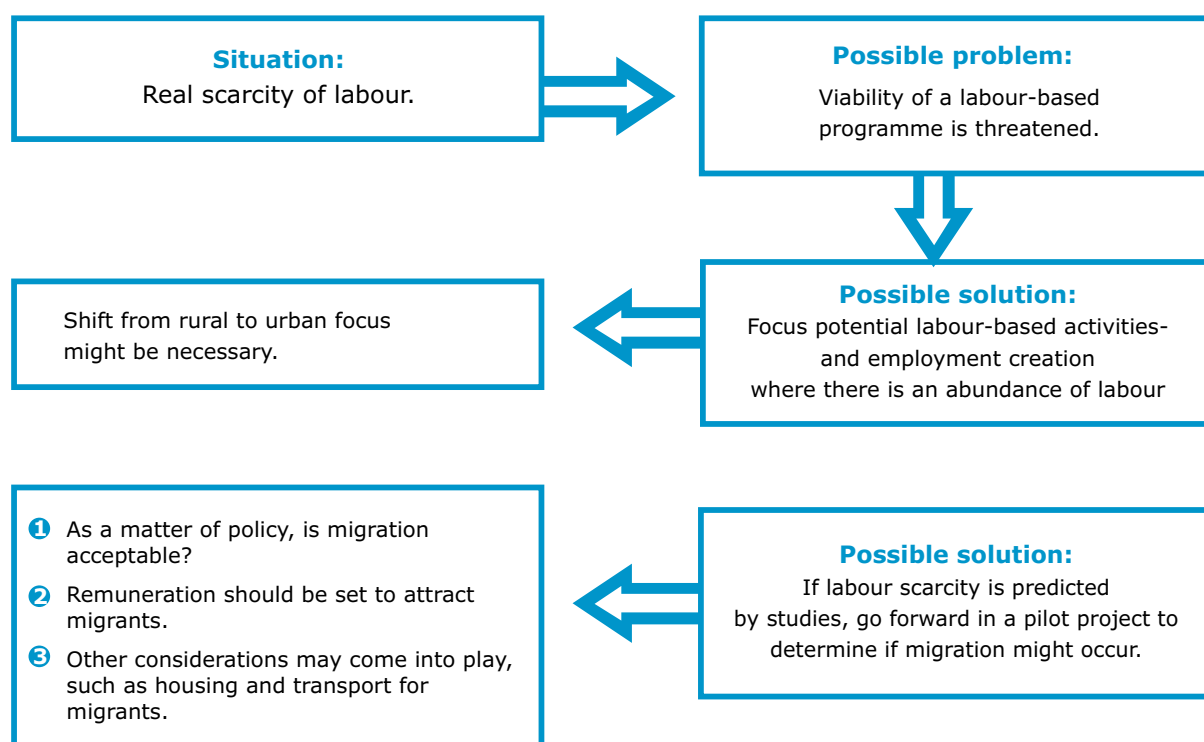 Situation:
Real scarcity of labour.
Possible problem:
Viability of a labour-based
programme is threatened.
Possible solution:
Focus potential labour-based activities-
and employment creation
where there is an abundance of labour
Shift from rural to urban focus
might be necessary.
Possible solution:
If labour scarcity is predicted
by studies, go forward in a pilot project to
determine if migration might occur.
1 As a matter of policy, is migration
acceptable?
2 Remuneration should be set to attract
migrants.
3 Other considerations may come into play,
such as housing and transport for
migrants.